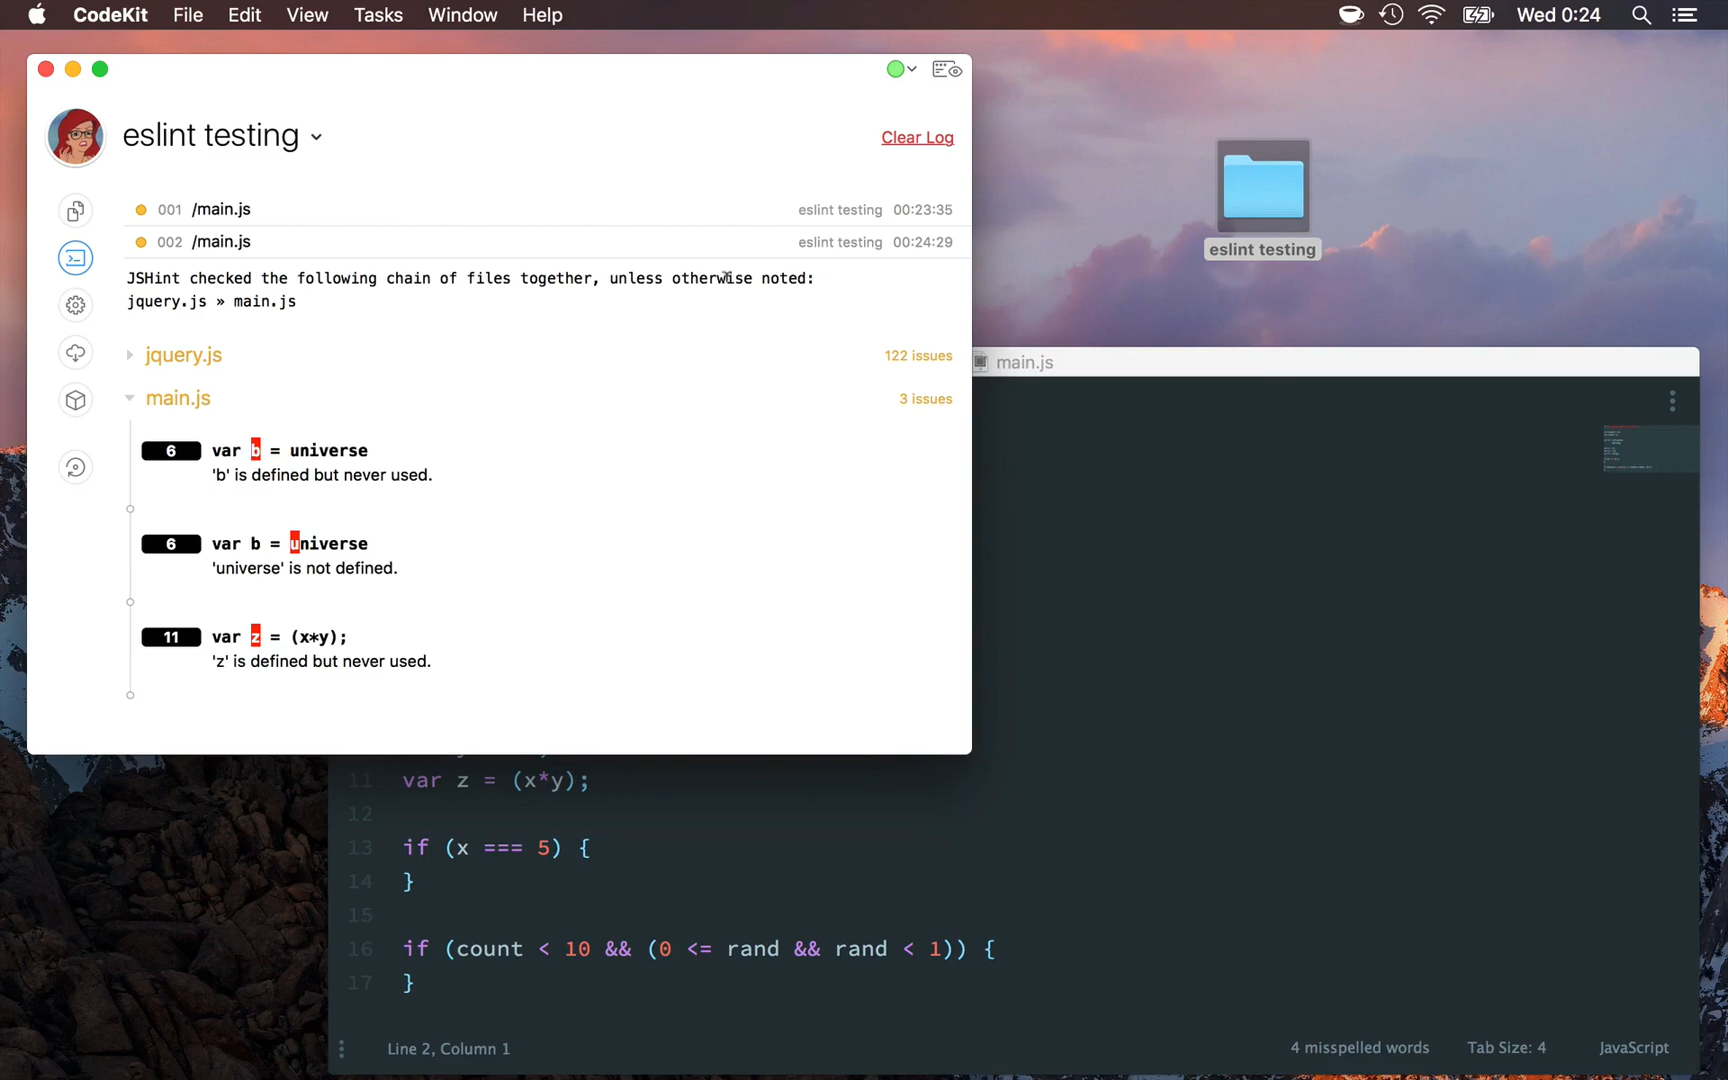 CodeKit File Edit View Tasks Window Help Wed 0:24
eslint testing
Clear Log
001 /main.js eslint testing 00:23:35
002 /main.js eslint testing 00:24:29
JSHint checked the following chain of files together, unless otherwise noted:
jquery.js » main.js
jquery.js 122 issues
main.js 3 issues
6 var b = universe
'b' is defined but never used.
6 var b = universe
'universe' is not defined.
11 var z = (x*y);
'z' is defined but never used.
eslint testing
main.js
11 var z = (x*y);
12
13 if (x === 5) {
14 }
15
16 if (count < 10 && (0 <= rand && rand < 1)) {
17 }
Line 2, Column 1 4 misspelled words Tab Size: 4 JavaScript